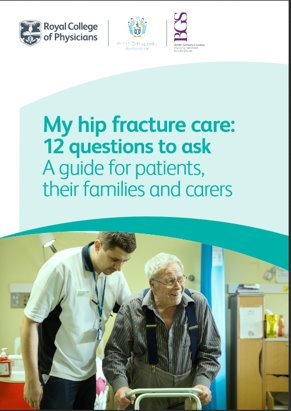 Royal College
of Physicians
BGS
My hip fracture care:
12 questions to ask
A guide for patients,
their families and carers